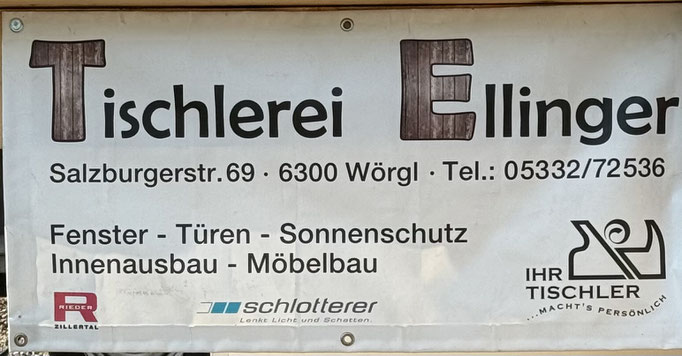 Tischlerei Ellinger
Salzburgerstr. 69 · 6300 Wörgl · Tel.: 05332/72536
Fenster - Türen - Sonnenschutz
Innenausbau - Möbelbau
R
RIEDER
ZILLERTAL
schlotterer
Lenkt Licht und Schatten.
IHR
TISCHLER
...MACHT'S PERSÖNLICH